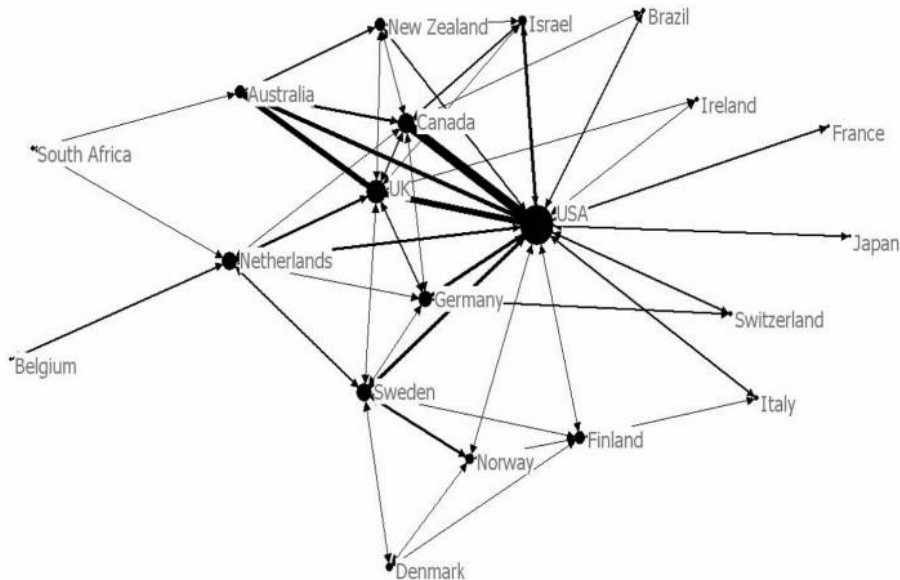 New Zealand
Israel
Brazil
Australia
Ireland
Canada
France
South Africa
UK
USA
Japan
Netherlands
Germany
Switzerland
Belgium
Sweden
Italy
Finland
Norway
Denmark